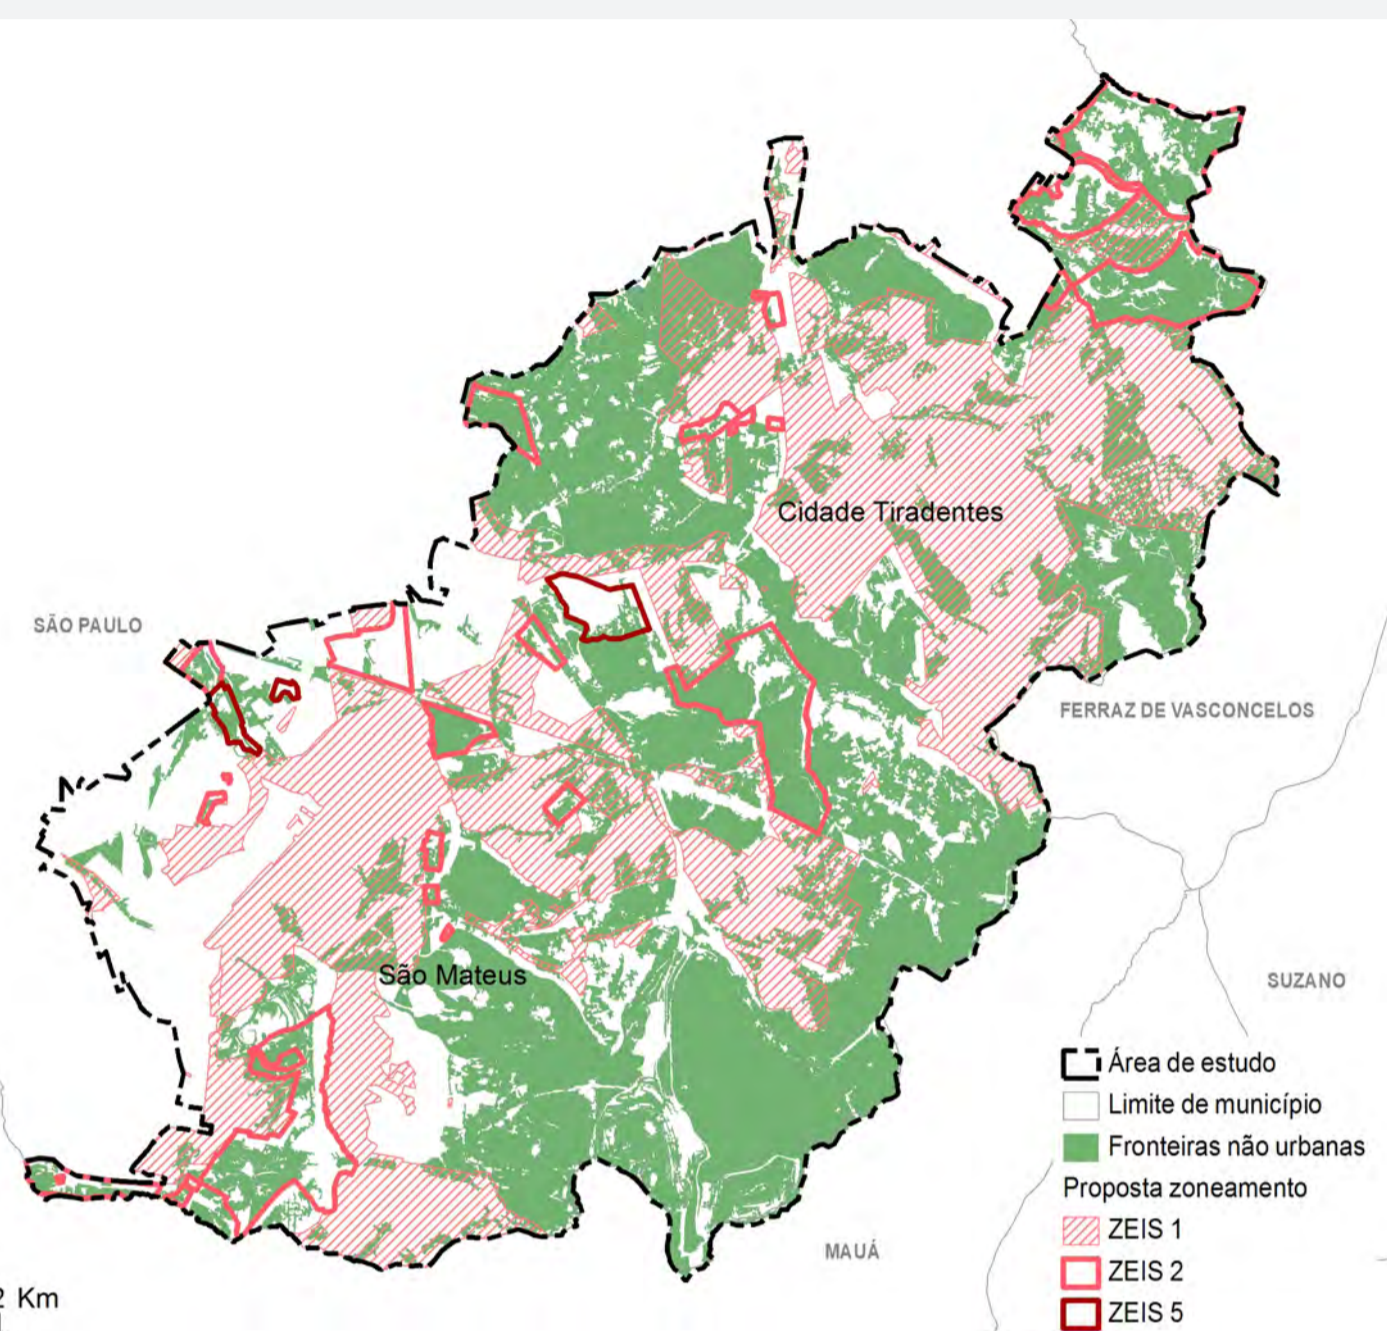 Cidade Tiradentes
SÃO PAULO
FERRAZ DE VASCONCELOS
São Mateus
SUZANO
MAUÁ
Área de estudo
Limite de município
Fronteiras não urbanas
Proposta zoneamento
ZEIS 1
ZEIS 2
ZEIS 5
2 Km